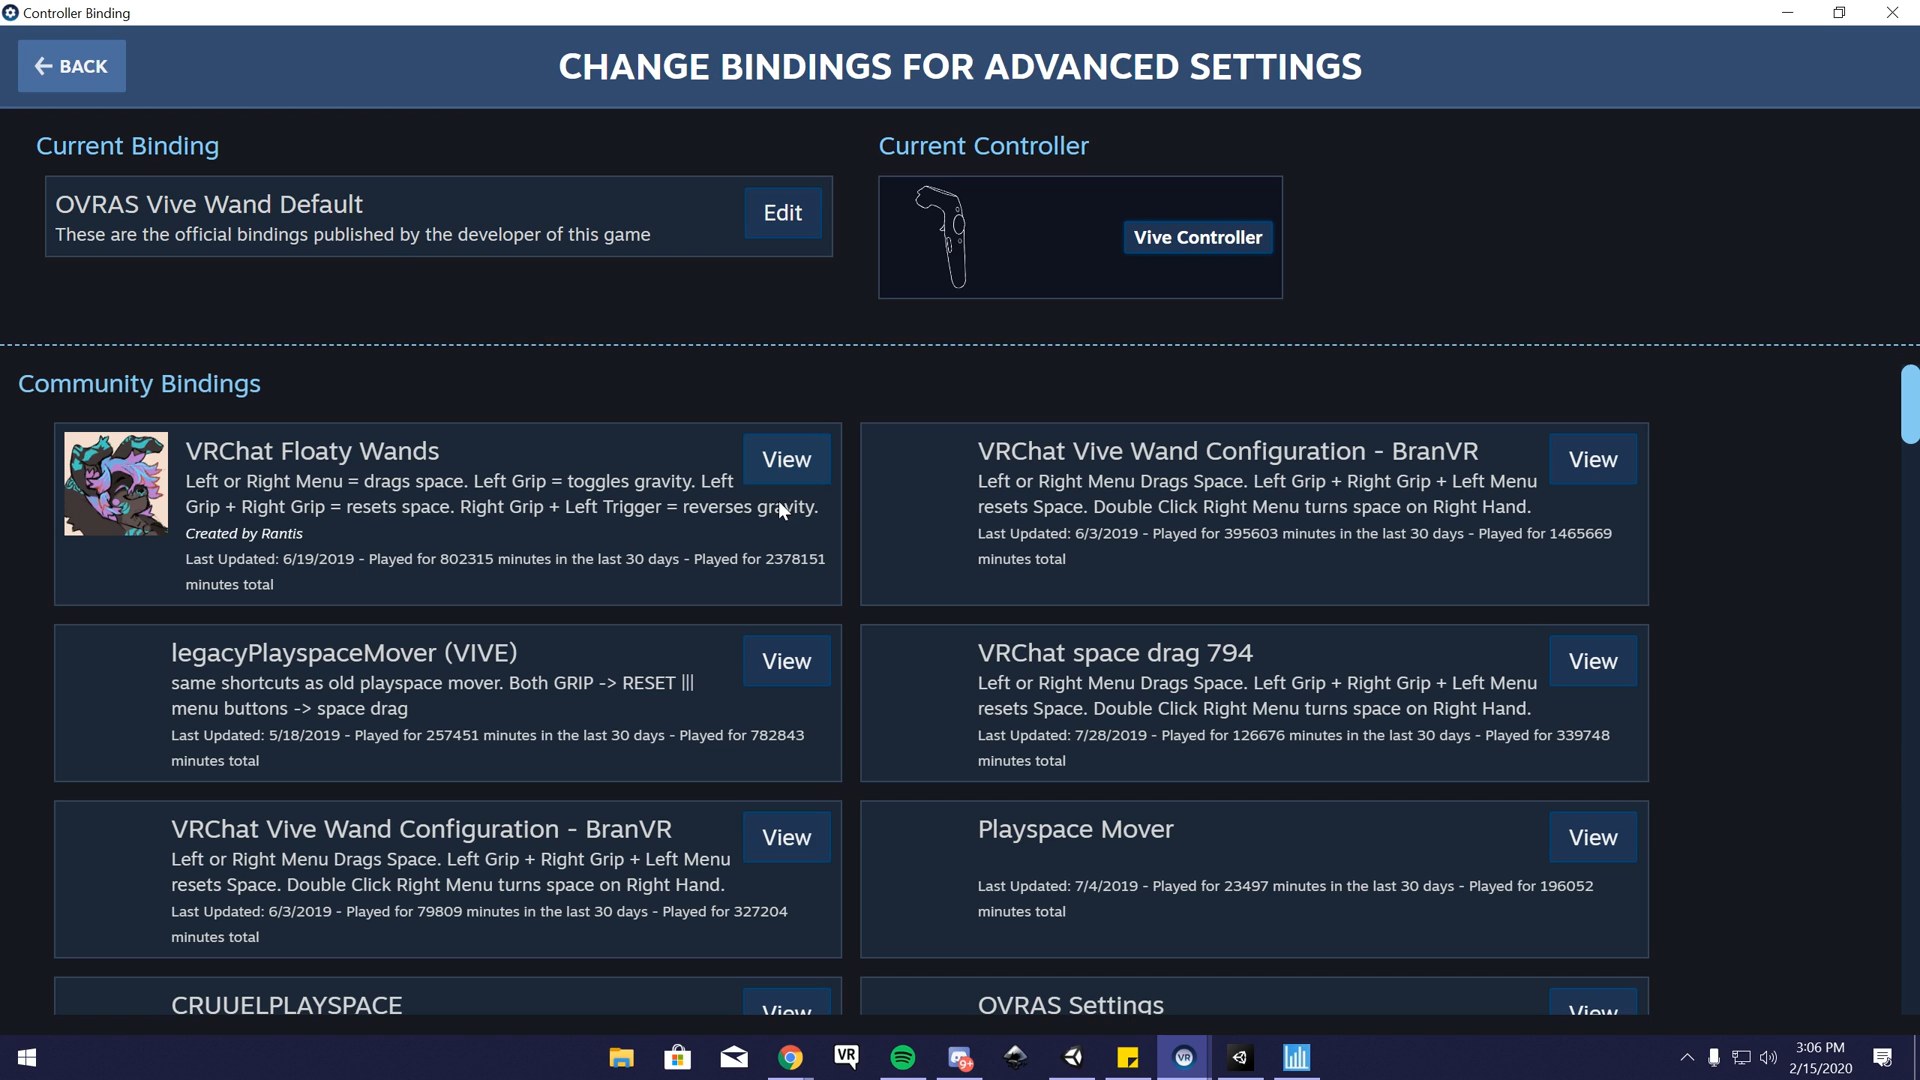 Controller Binding
BACK
CHANGE BINDINGS FOR ADVANCED SETTINGS
Current Binding
OVRAS Vive Wand Default
These are the official bindings published by the developer of this game
Edit
Current Controller
Vive Controller
Community Bindings
VRChat Floaty Wands
Left or Right Menu = drags space. Left Grip = toggles gravity. Left
Grip + Right Grip = resets space. Right Grip + Left Trigger = reverses gravity.
Created by Rantis
Last Updated: 6/19/2019 - Played for 802315 minutes in the last 30 days - Played for 2378151
minutes total
View
VRChat Vive Wand Configuration - BranVR
Left or Right Menu Drags Space. Left Grip + Right Grip + Left Menu
resets Space. Double Click Right Menu turns space on Right Hand.
Last Updated: 6/3/2019 - Played for 395603 minutes in the last 30 days - Played for 1465669
minutes total
View
legacyPlayspaceMover (VIVE)
same shortcuts as old playspace mover. Both GRIP -> RESET |||
menu buttons -> space drag
Last Updated: 5/18/2019 - Played for 257451 minutes in the last 30 days - Played for 782843
minutes total
View
VRChat space drag 794
Left or Right Menu Drags Space. Left Grip + Right Grip + Left Menu
resets Space. Double Click Right Menu turns space on Right Hand.
Last Updated: 7/28/2019 - Played for 126676 minutes in the last 30 days - Played for 339748
minutes total
View
VRChat Vive Wand Configuration - BranVR
Left or Right Menu Drags Space. Left Grip + Right Grip + Left Menu
resets Space. Double Click Right Menu turns space on Right Hand.
Last Updated: 6/3/2019 - Played for 79809 minutes in the last 30 days - Played for 327204
minutes total
View
Playspace Mover
Last Updated: 7/4/2019 - Played for 23497 minutes in the last 30 days - Played for 196052
minutes total
View
CRUUELPLAYSPACE
View
OVRAS Settings
View
VR
9+
VR
3:06 PM
2/15/2020